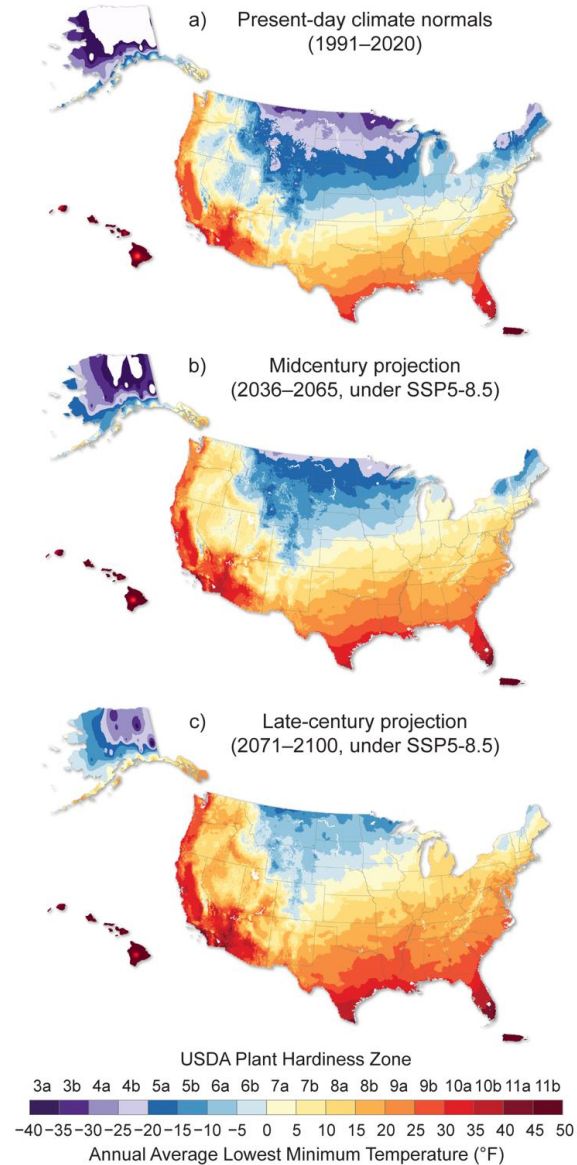 a) Present-day climate normals
(1991–2020)
b) Midcentury projection
(2036–2065, under SSP5-8.5)
c) Late-century projection
(2071–2100, under SSP5-8.5)
USDA Plant Hardiness Zone
3a 3b 4a 4b 5a 5b 6a 6b 7a 7b 8a 8b 9a 9b 10a 10b 11a 11b
−40 −35 −30 −25 −20 −15 −10 −5 0 5 10 15 20 25 30 35 40 45 50
Annual Average Lowest Minimum Temperature (°F)